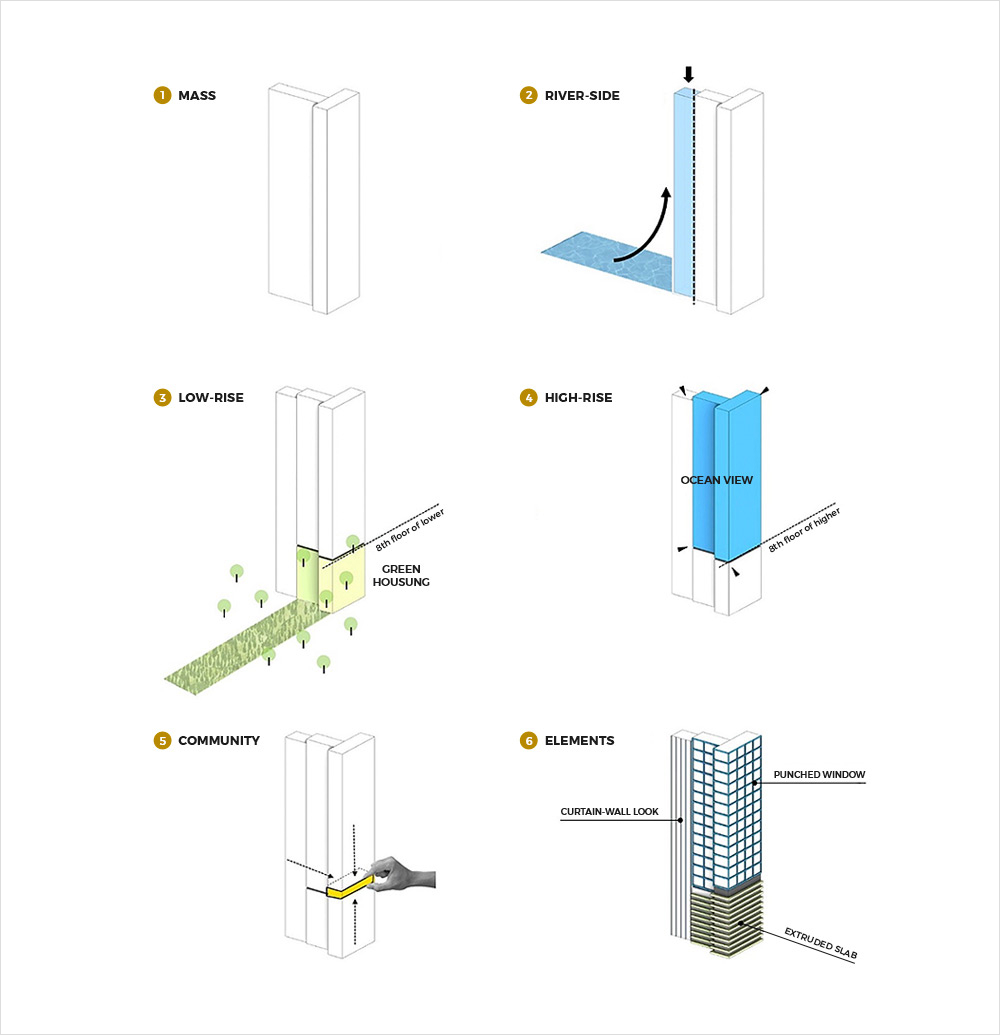 1 MASS
2 RIVER-SIDE
3 LOW-RISE
8th floor of lower
GREEN
HOUSUNG
4 HIGH-RISE
OCEAN VIEW
8th floor of higher
5 COMMUNITY
6 ELEMENTS
PUNCHED WINDOW
CURTAIN-WALL LOOK
EXTRUDED SLAB